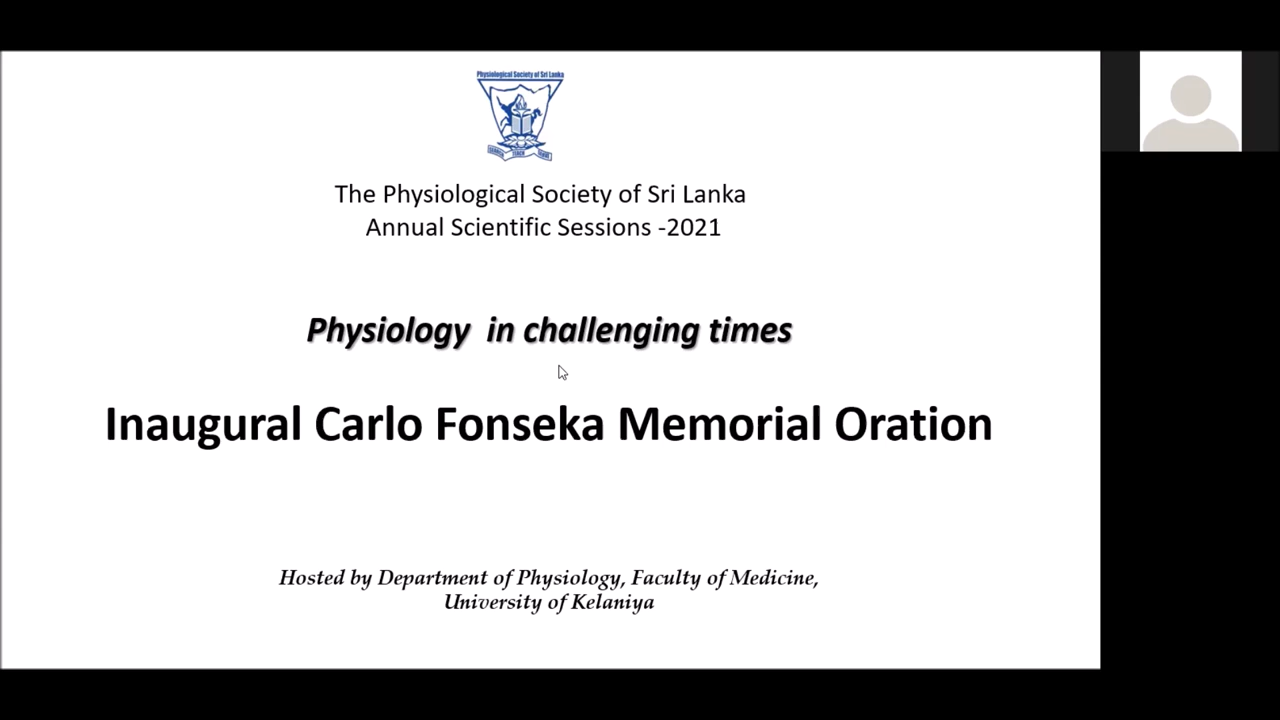 Physiological Society of Sri Lanka
TEACH
The Physiological Society of Sri Lanka
Annual Scientific Sessions -2021
Physiology in challenging times
Inaugural Carlo Fonseka Memorial Oration
Hosted by Department of Physiology, Faculty of Medicine,
University of Kelaniya